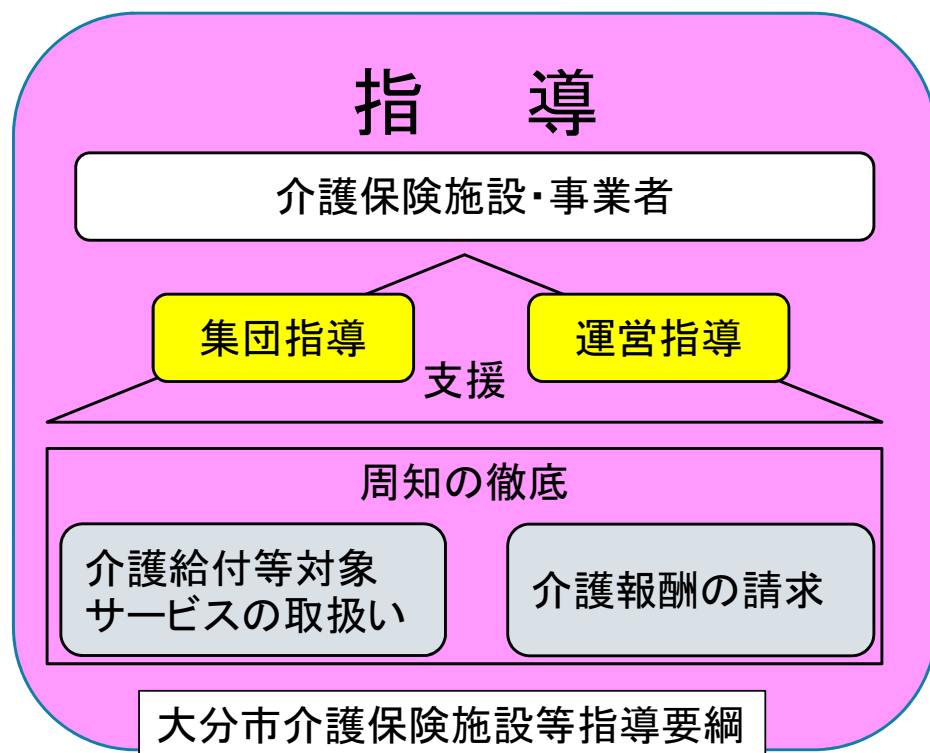 指　導
介護保険施設・事業者
集団指導
運営指導
支援
周知の徹底
介護給付等対象
サービスの取扱い
介護報酬の請求
大分市介護保険施設等指導要綱